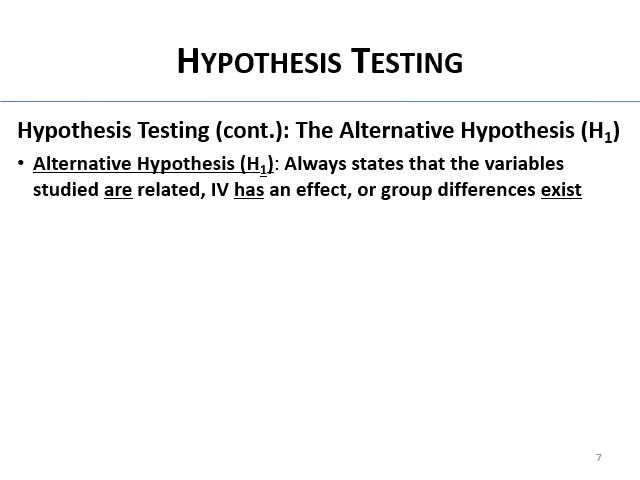 HYPOTHESIS TESTING
Hypothesis Testing (cont.): The Alternative Hypothesis (H1)
• Alternative Hypothesis (H1): Always states that the variables
studied are related, IV has an effect, or group differences exist
7